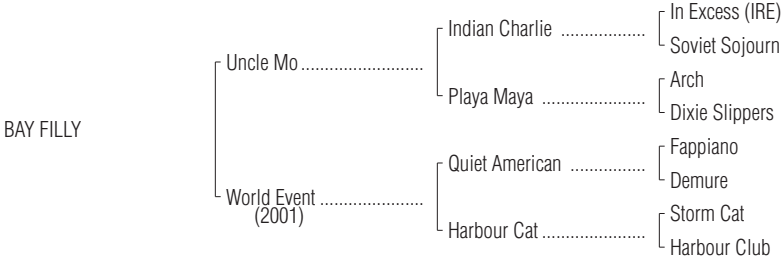 In Excess (IRE)
Indian Charlie ....................
Soviet Sojourn
Uncle Mo .........................
Arch
Playa Maya .....................
Dixie Slippers
BAY FILLY
Fappiano
Quiet American ................
Demure
World Event .....................
(2001)
Storm Cat
Harbour Cat .....................
Harbour Club